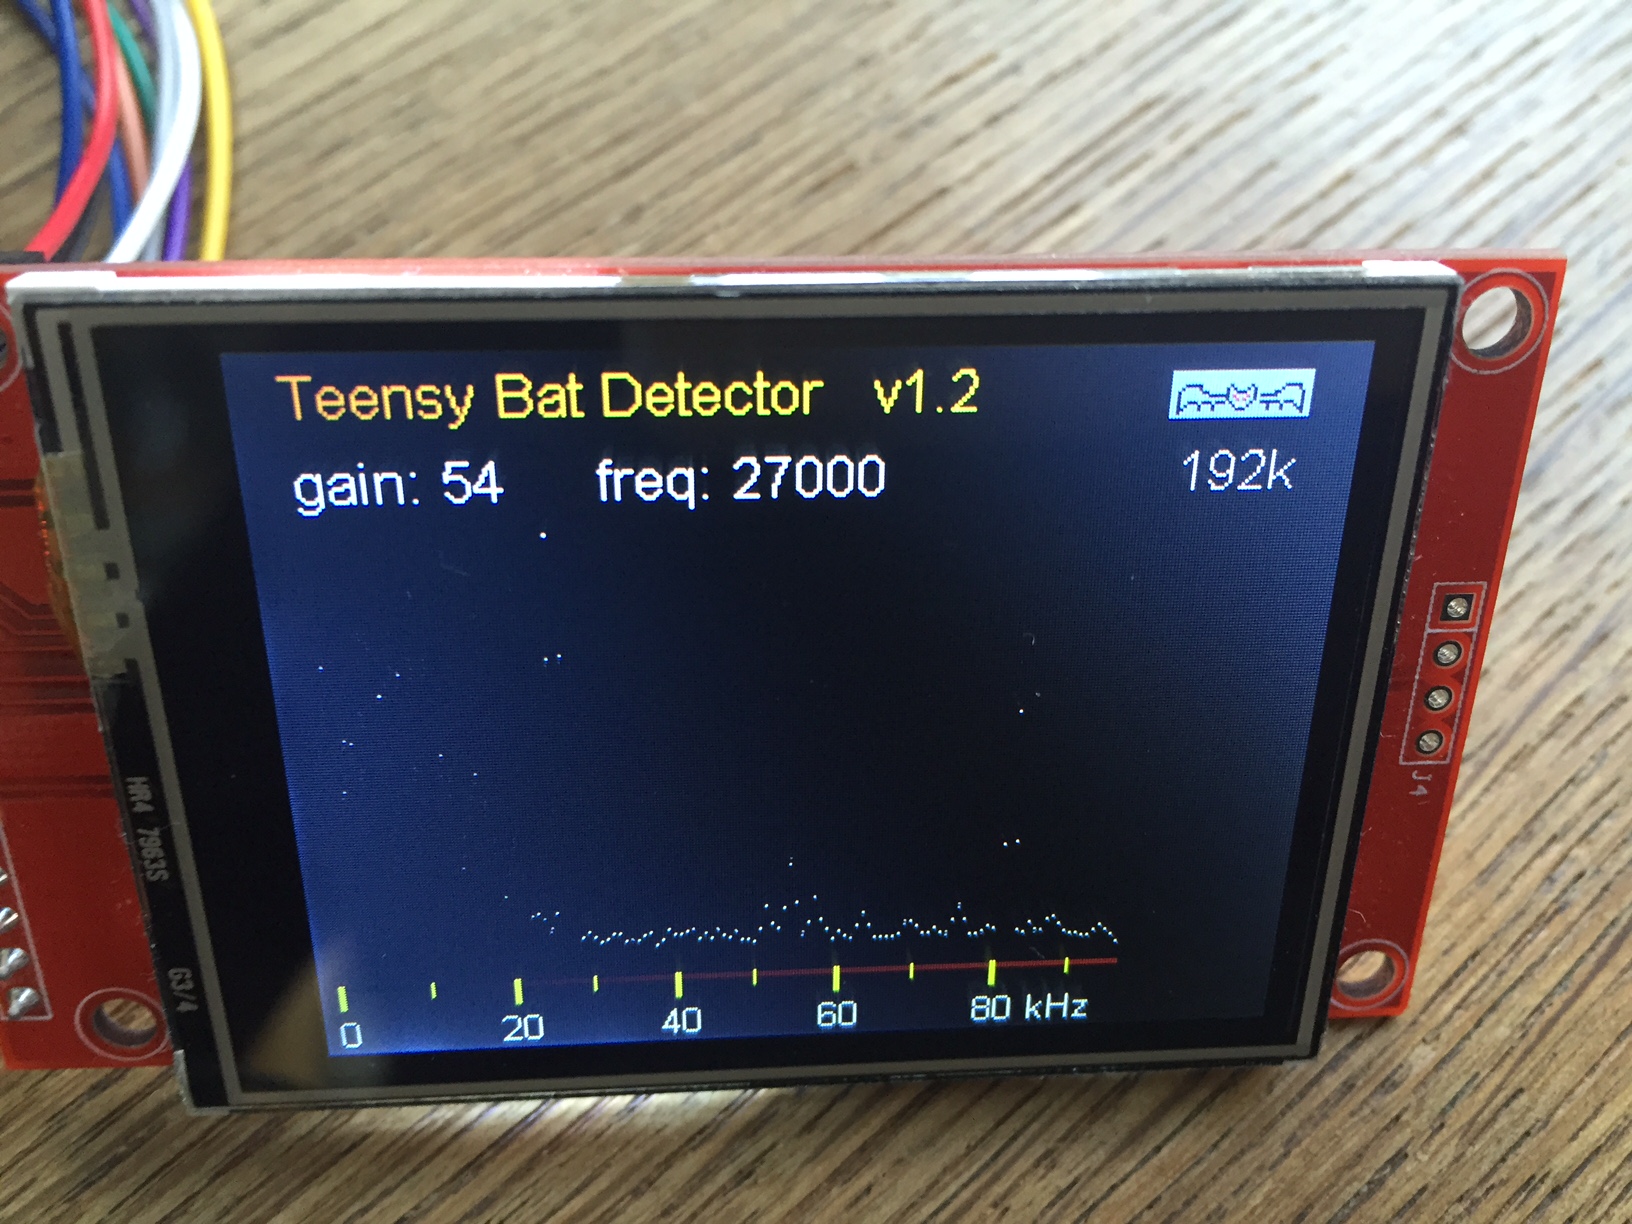 Teensy Bat Detector v1.2
gain: 54 freq: 27000 192k
0 20 40 60 80 kHz
J4
HR4 7963S
G3/4